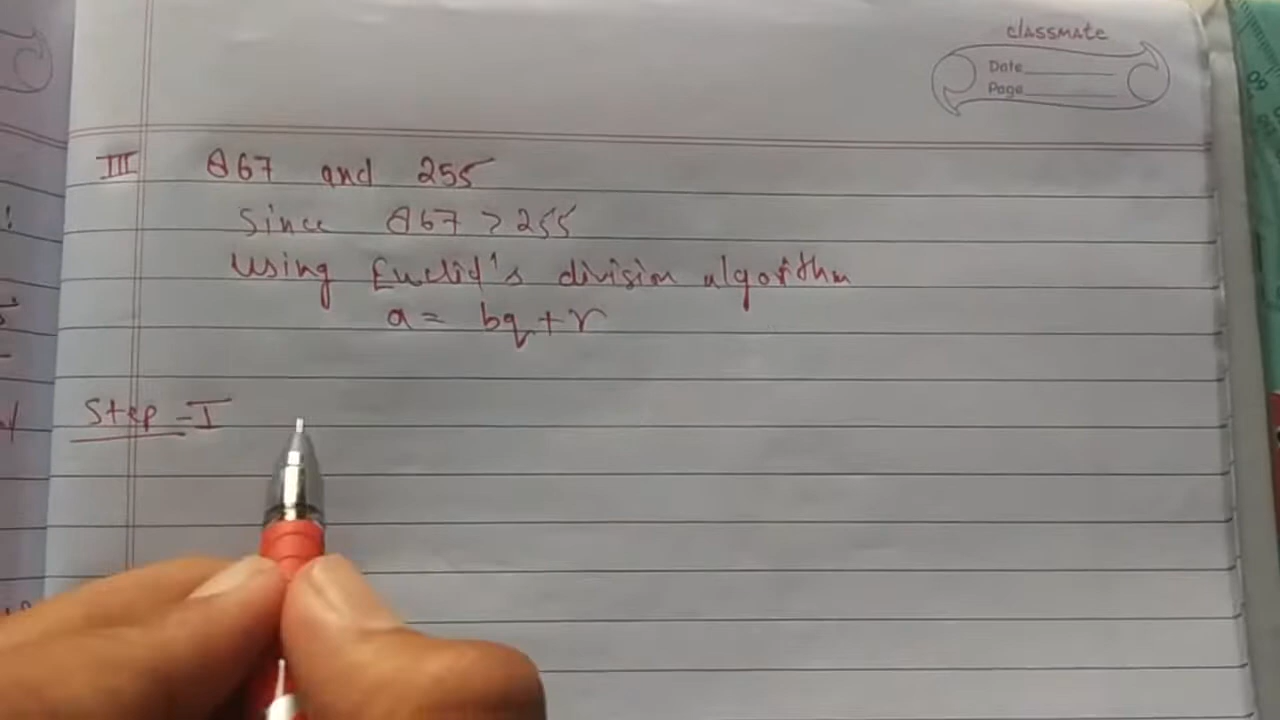 classmate
Date
Page
III 867 and 255
Since 867 > 255
Using Euclid's division algorithm
a = bq + r
Step - I